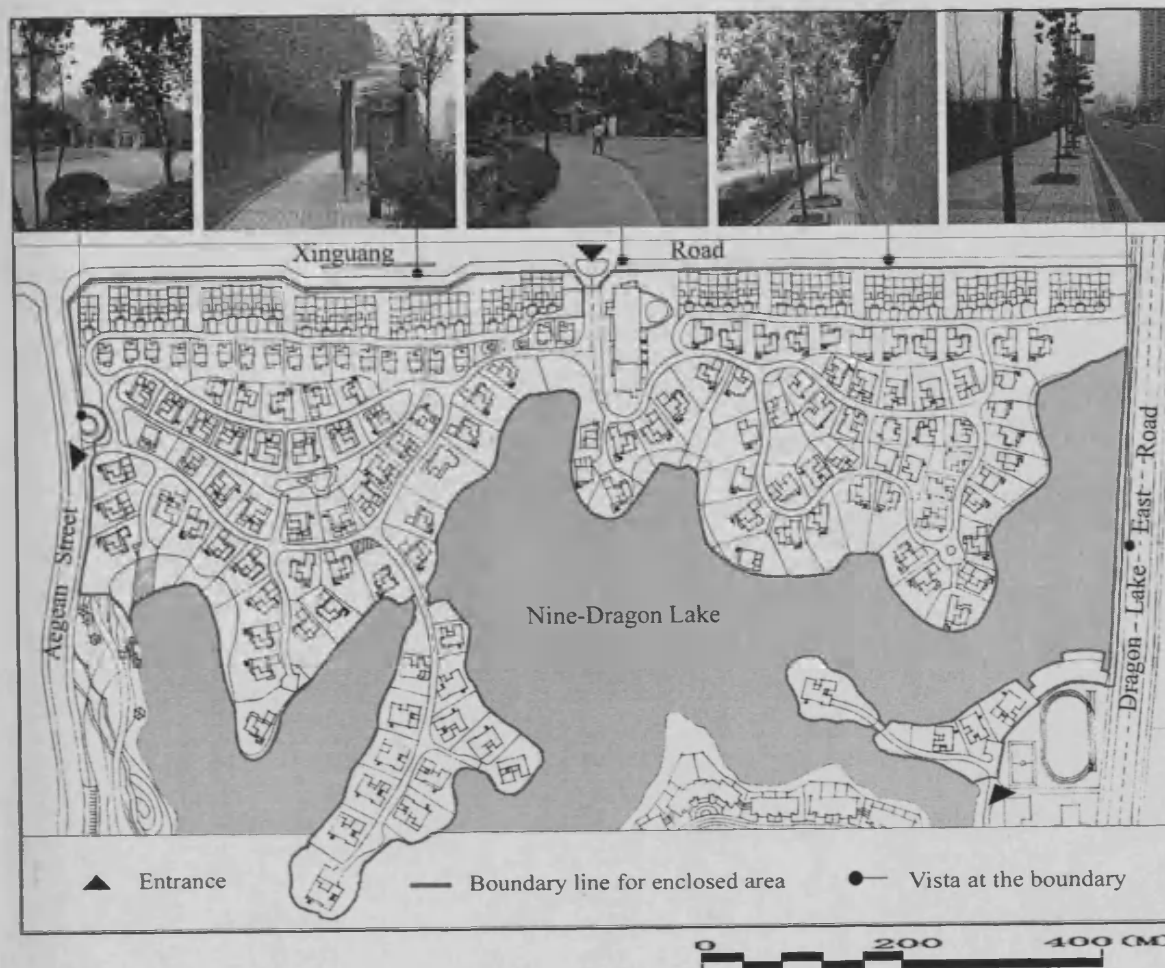 Xinguang Road
Aegean Street
Nine-Dragon Lake
Dragon - Lake - East - Road
Entrance
Boundary line for enclosed area
Vista at the boundary
0 200 400 (M)